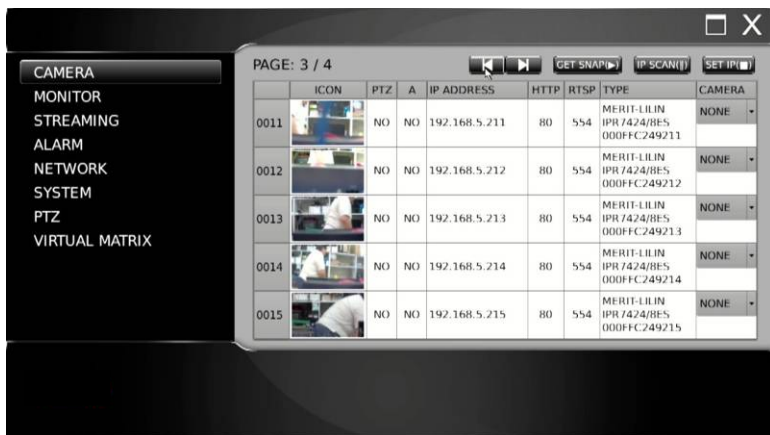 CAMERA
MONITOR
STREAMING
ALARM
NETWORK
SYSTEM
PTZ
VIRTUAL MATRIX
PAGE: 3 / 4
GET SNAP(▶) IP SCAN(||) SET IP(■)
ICON PTZ A IP ADDRESS HTTP RTSP TYPE CAMERA
0011 NO NO 192.168.5.211 80 554 MERIT-LILIN NONE
IPR7424/8ES
000FFC249211
0012 NO NO 192.168.5.212 80 554 MERIT-LILIN NONE
IPR7424/8ES
000FFC249212
0013 NO NO 192.168.5.213 80 554 MERIT-LILIN NONE
IPR7424/8ES
000FFC249213
0014 NO NO 192.168.5.214 80 554 MERIT-LILIN NONE
IPR7424/8ES
000FFC249214
0015 NO NO 192.168.5.215 80 554 MERIT-LILIN NONE
IPR7424/8ES
000FFC249215